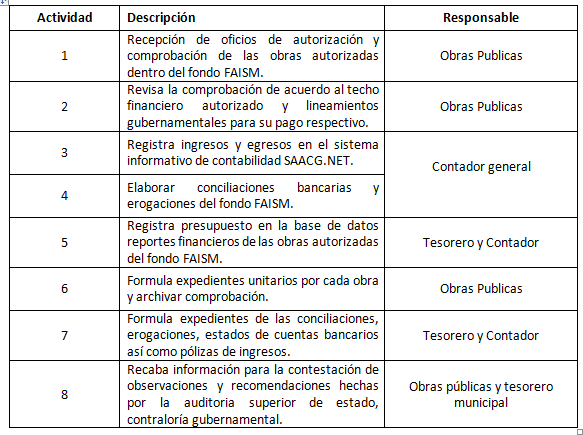 Actividad Descripción Responsable
1
Recepción de oficios de autorización y
comprobación de las obras autorizadas
dentro del fondo FAISM.
Obras Publicas
2
Revisa la comprobación de acuerdo al techo
financiero autorizado y lineamientos
gubernamentales para su pago respectivo.
Obras Publicas
3
Registra ingresos y egresos en el sistema
informativo de contabilidad SAACG.NET.
Contador general
4
Elaborar conciliaciones bancarias y
erogaciones del fondo FAISM.
5
Registra presupuesto en la base de datos
reportes financieros de las obras autorizadas
del fondo FAISM.
Tesorero y Contador
6
Formula expedientes unitarios por cada obra
y archivar comprobación.
Obras Publicas
7
Formula expedientes de las conciliaciones,
erogaciones, estados de cuentas bancarios
así como pólizas de ingresos.
Tesorero y Contador
8
Recaba información para la contestación de
observaciones y recomendaciones hechas
por la auditoria superior de estado,
contraloría gubernamental.
Obras públicas y tesorero
municipal